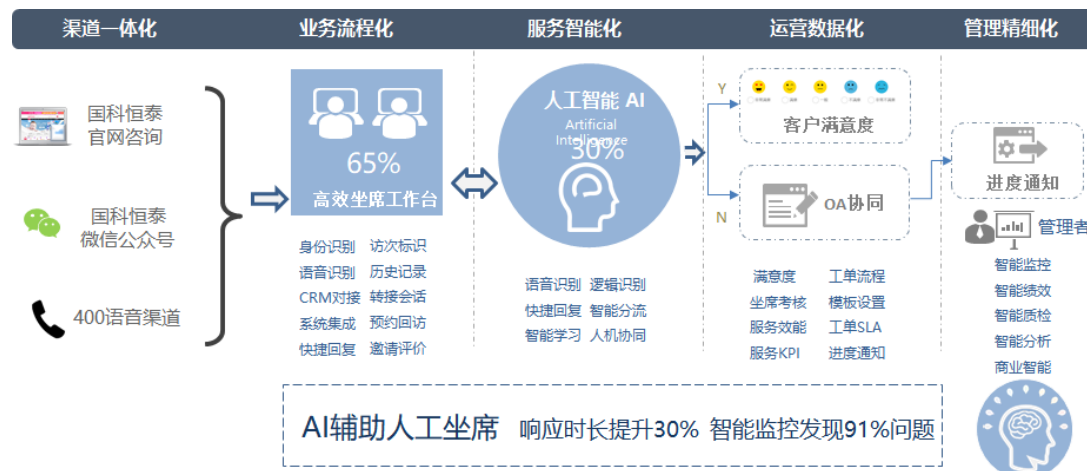 渠道一体化
业务流程化
服务智能化
运营数据化
管理精细化
国科恒泰
官网咨询
国科恒泰
微信公众号
400语音渠道
65%
高效坐席工作台
身份识别 访次标识
语音识别 历史记录
CRM对接 转接会话
系统集成 预约回访
快捷回复 邀请评价
人工智能 AI
Artificial
Intelligence
30%
语音识别 逻辑识别
快捷回复 智能分流
智能学习 人机协同
Y
N
客户满意度
OA协同
满意度 工单流程
坐席考核 模板设置
服务效能 工单SLA
服务KPI 进度通知
进度通知
管理者
智能监控
智能绩效
智能质检
智能分析
商业智能
AI辅助人工坐席 响应时长提升30% 智能监控发现91%问题